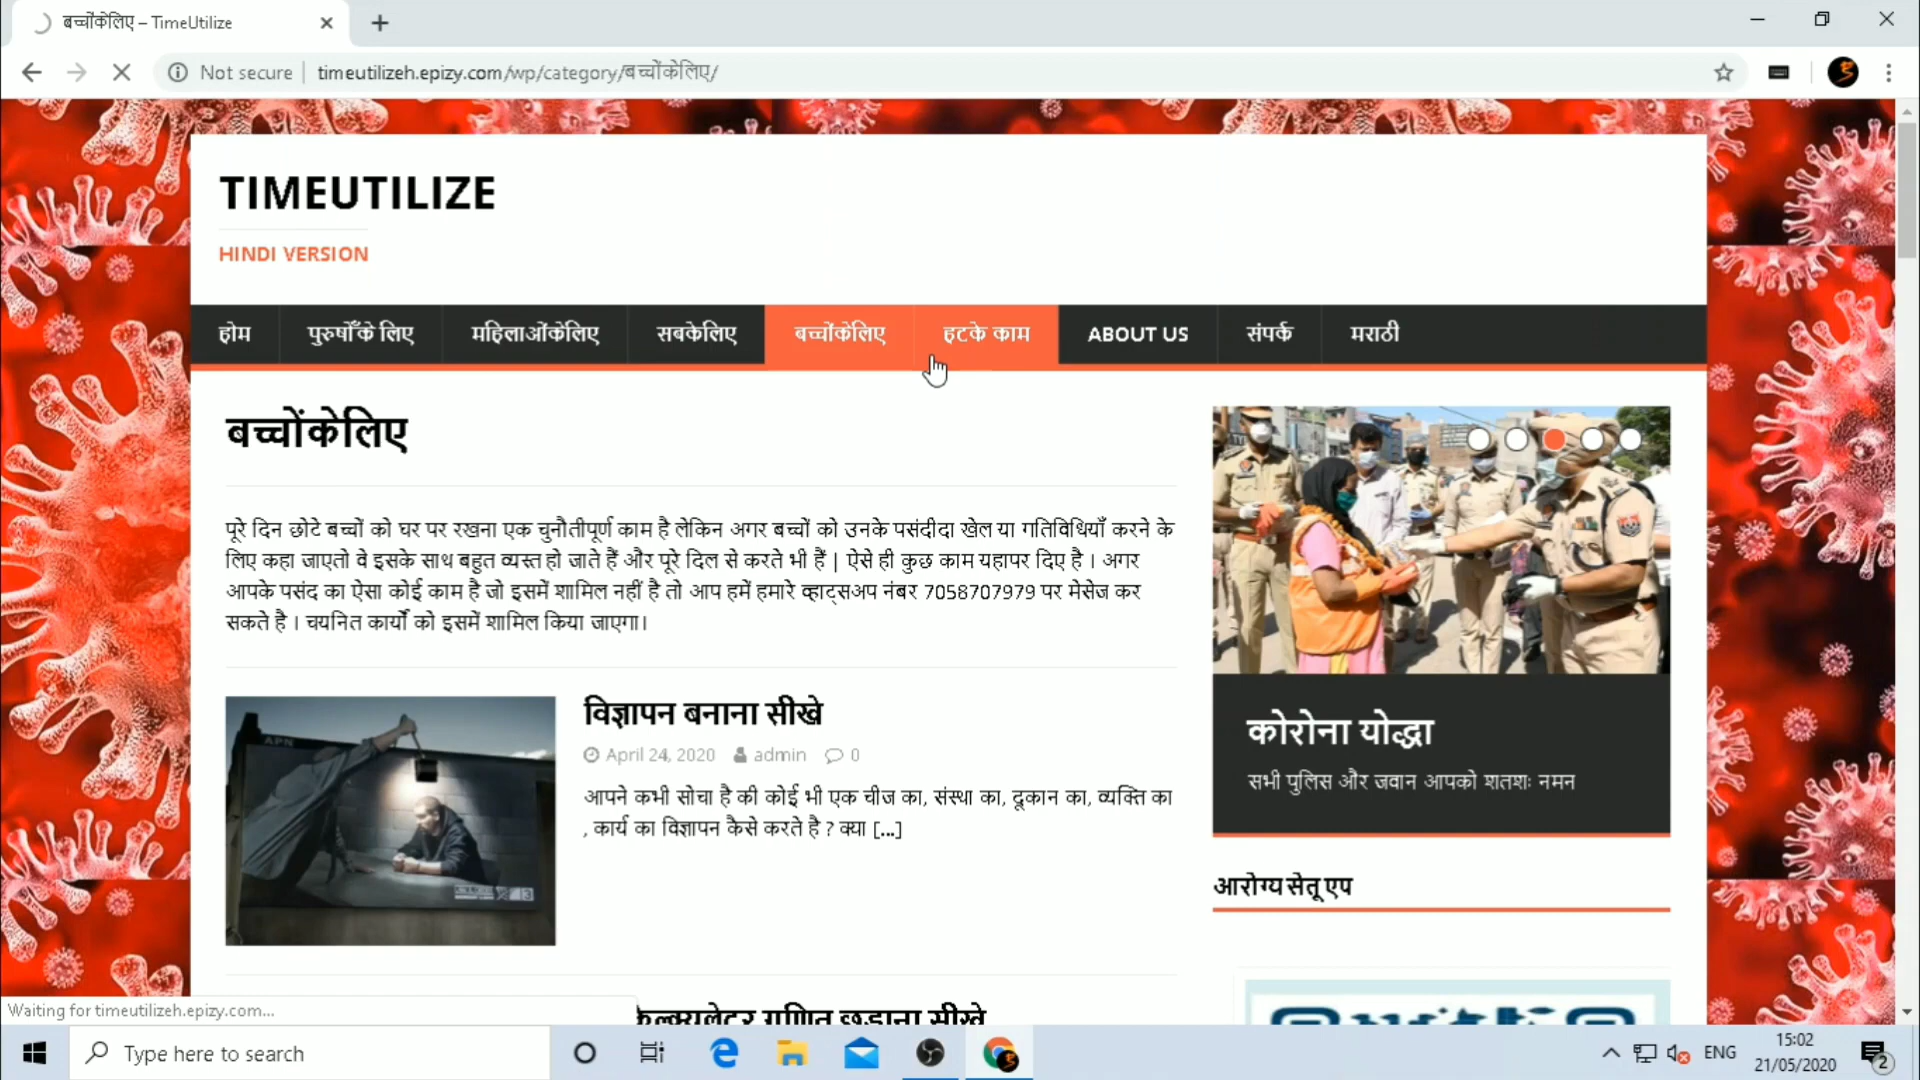 बच्चोंकेलिए – TimeUtilize
Not secure
timeutilizeh.epizy.com/wp/category/बच्चोंकेलिए/
TIMEUTILIZE
HINDI VERSION
होम
पुरुषोँके लिए
महिलाओंकेलिए
सबकेलिए
बच्चोंकेलिए
हटके काम
ABOUT US
संपर्क
मराठी
बच्चोंकेलिए
पूरे दिन छोटे बच्चों को घर पर रखना एक चुनौतीपूर्ण काम है लेकिन अगर बच्चों को उनके पसंदीदा खेल या गतिविधियाँ करने के
लिए कहा जाएतो वे इसके साथ बहुत व्यस्त हो जाते हैं और पूरे दिल से करते भी हैं | ऐसे ही कुछ काम यहापर दिए है । अगर
आपके पसंद का ऐसा कोई काम है जो इसमें शामिल नहीं है तो आप हमें हमारे व्हाट्सअप नंबर 7058707979 पर मेसेज कर
सकते है । चयनित कार्यों को इसमें शामिल किया जाएगा।
विज्ञापन बनाना सीखे
April 24, 2020 admin 0
आपने कभी सोचा है की कोई भी एक चीज का, संस्था का, दूकान का, व्यक्ति का
, कार्य का विज्ञापन कैसे करते है ? क्या [...]
APN
कोरोना योद्धा
सभी पुलिस और जवान आपको शतशः नमन
आरोग्य सेतू एप
केल्क्युलेटर गणित छुडाना सीखे
Waiting for timeutilizeh.epizy.com...
Type here to search
ENG
15:02
21/05/2020
2